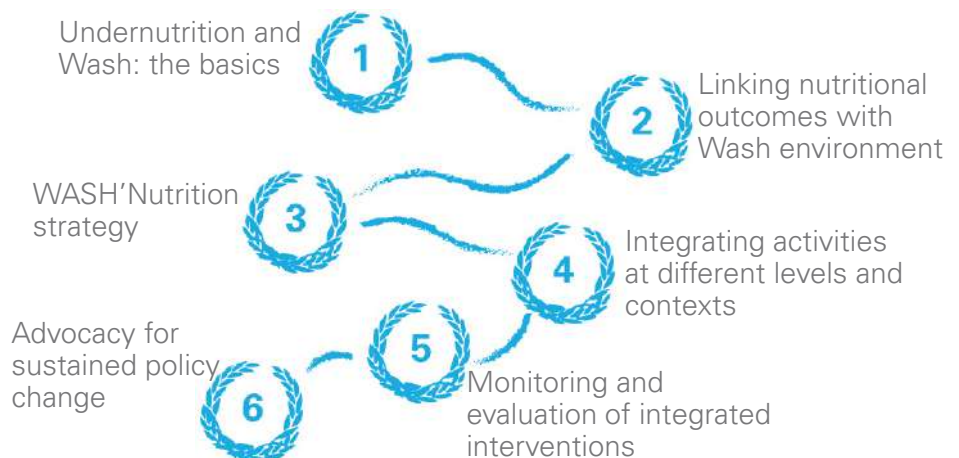 Undernutrition and
Wash: the basics
1
2
Linking nutritional
outcomes with
Wash environment
WASH'Nutrition
strategy
3
4
Integrating activities
at different levels and
contexts
5
Monitoring and
evaluation of integrated
interventions
Advocacy for
sustained policy
change
6